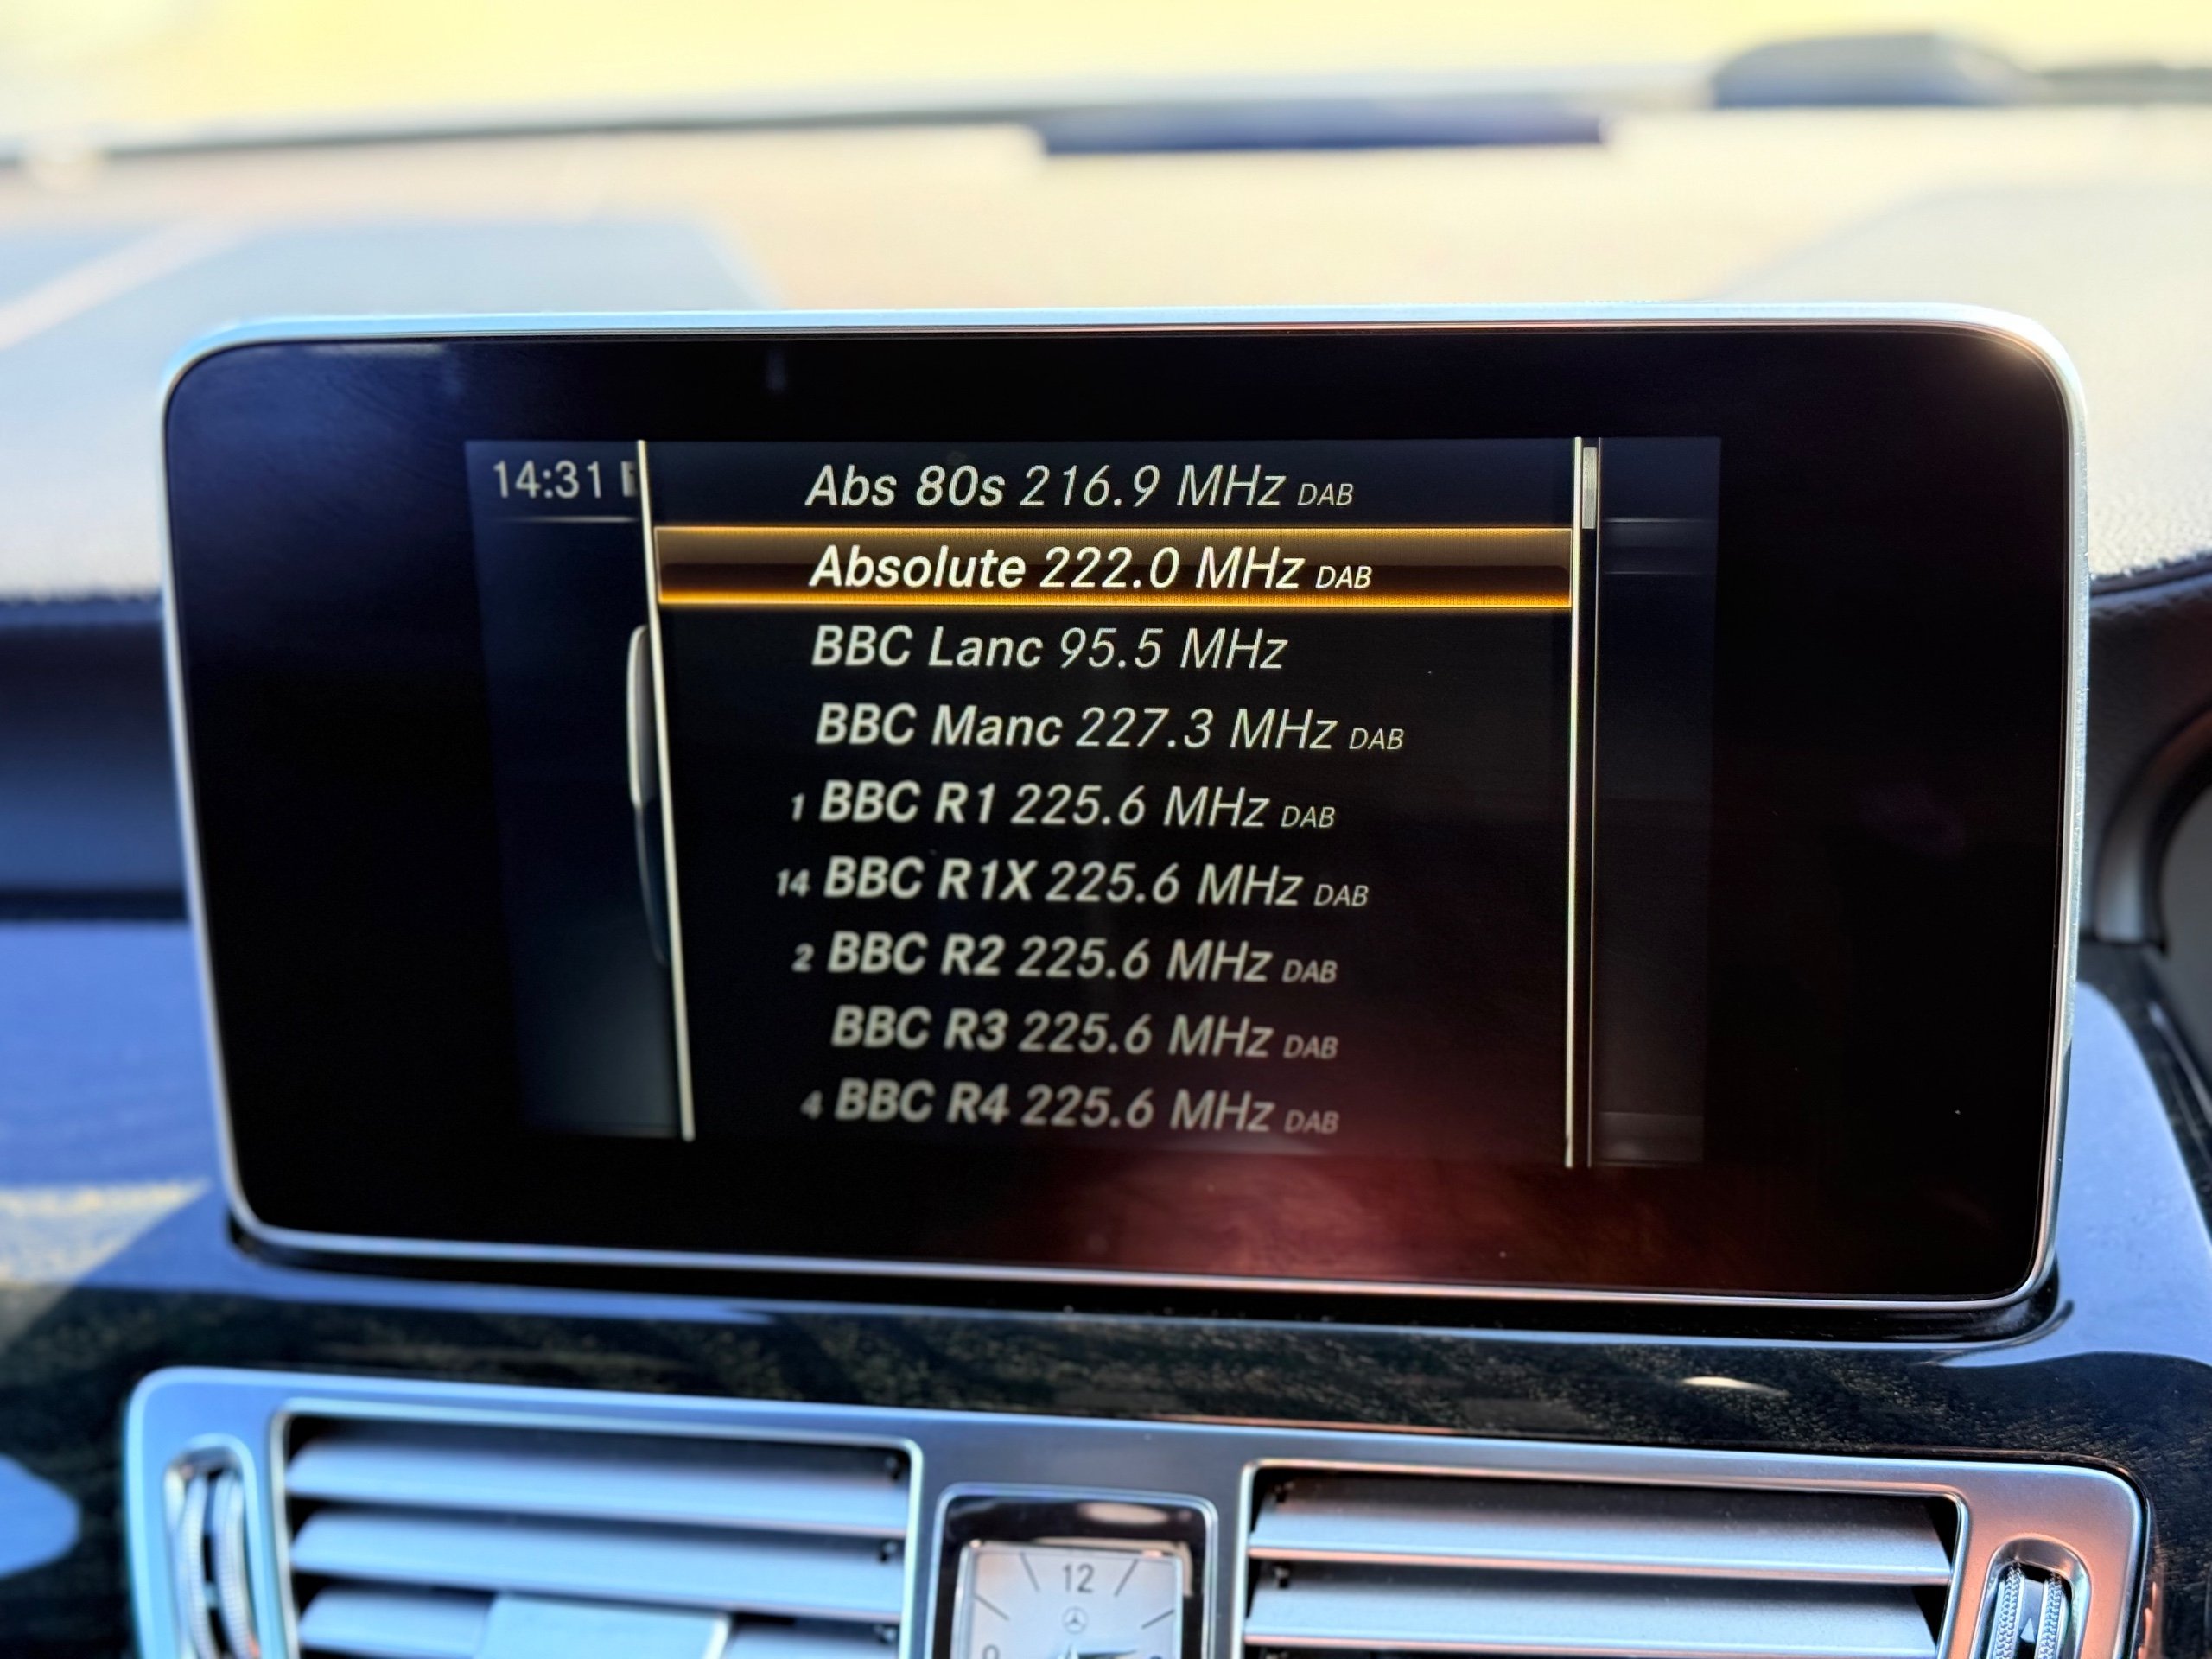 14:31
Abs 80s 216.9 MHz DAB
Absolute 222.0 MHz DAB
BBC Lanc 95.5 MHz
BBC Manc 227.3 MHz DAB
1 BBC R1 225.6 MHz DAB
14 BBC R1X 225.6 MHz DAB
2 BBC R2 225.6 MHz DAB
BBC R3 225.6 MHz DAB
4 BBC R4 225.6 MHz DAB
12